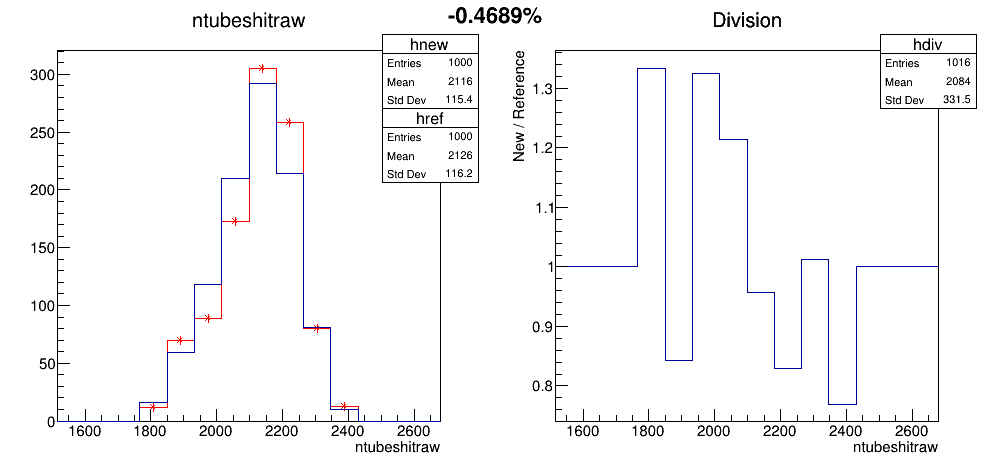 -0.4689%
ntubeshitraw
hnew
Entries 1000
Mean 2116
Std Dev 115.4
href
Entries 1000
Mean 2126
Std Dev 116.2
300
250
200
150
100
50
0
1600 1800 2000 2200 2400 2600
ntubeshitraw
Division
hdiv
Entries 1016
Mean 2084
Std Dev 331.5
New / Reference
1.3
1.2
1.1
1
0.9
0.8
1600 1800 2000 2200 2400 2600
ntubeshitraw